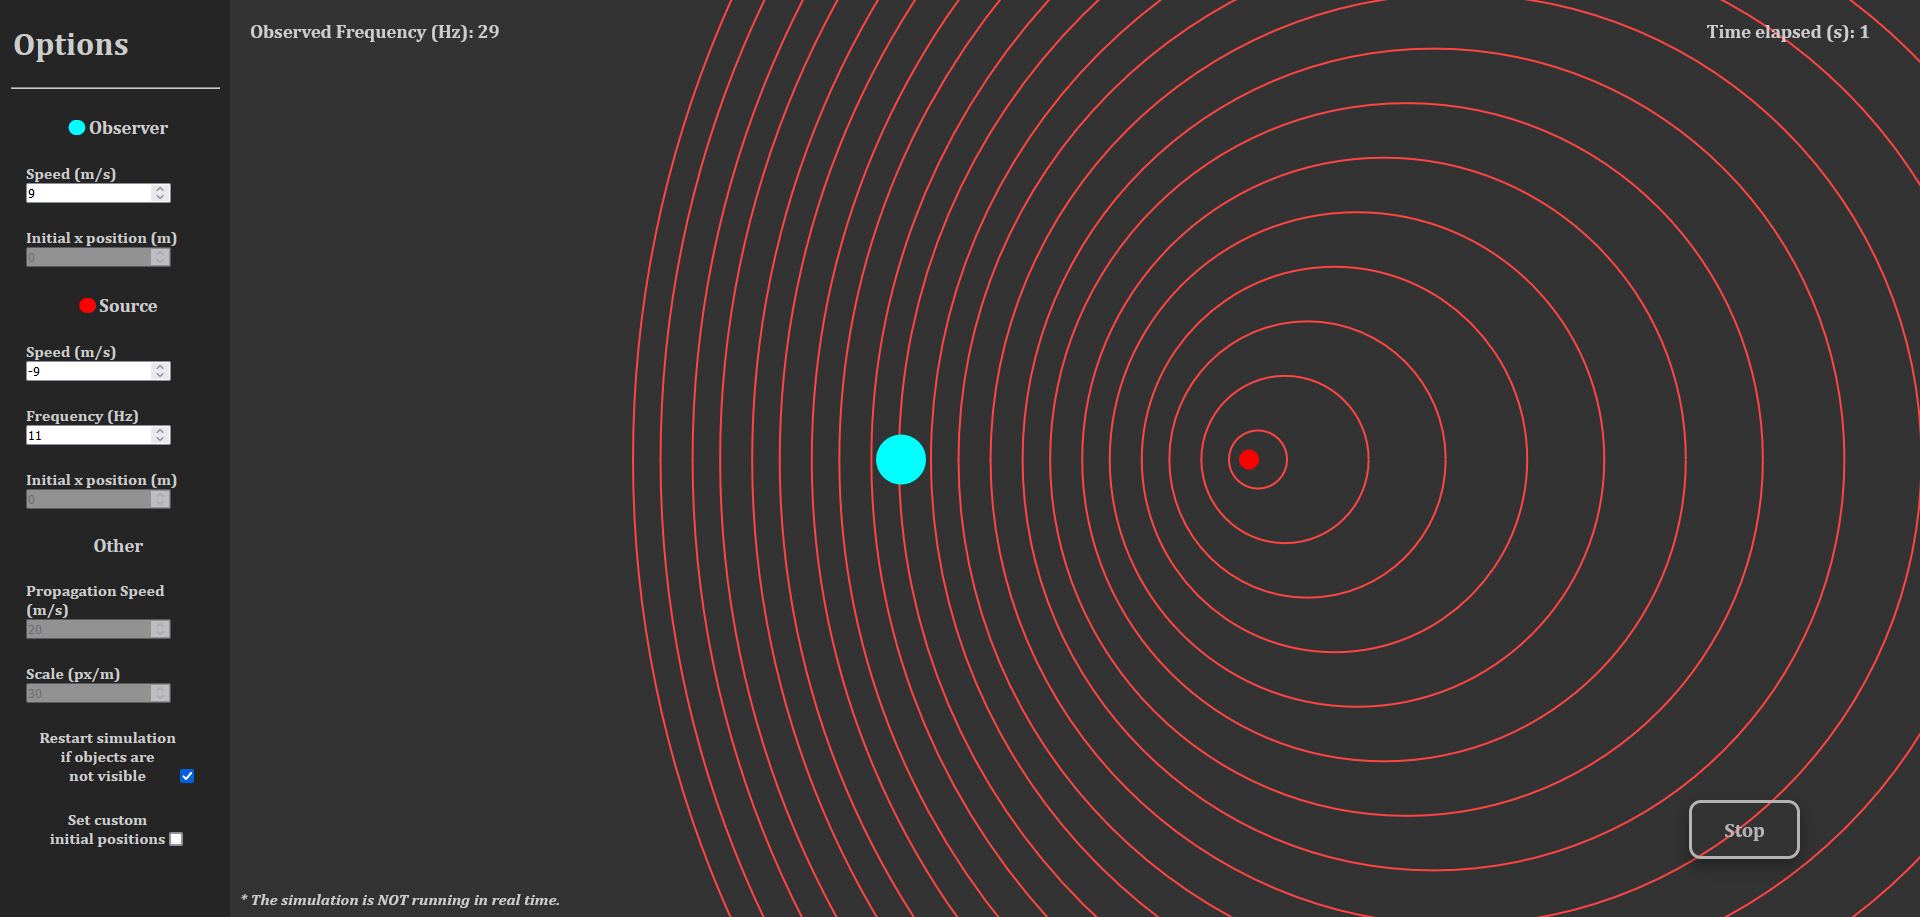 Options
Observer
Speed (m/s)
9
Initial x position (m)
0
Source
Speed (m/s)
-9
Frequency (Hz)
11
Initial x position (m)
0
Other
Propagation Speed
(m/s)
20
Scale (px/m)
30
Restart simulation
if objects are
not visible
Set custom
initial positions
Observed Frequency (Hz): 29
Time elapsed (s): 1
Stop
* The simulation is NOT running in real time.